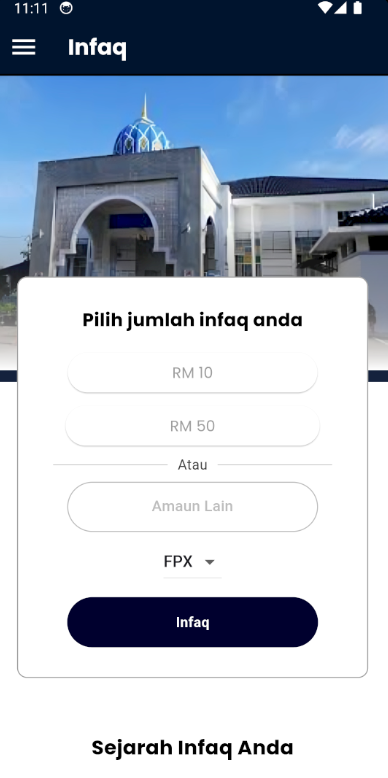 11:11
Infaq
Pilih jumlah infaq anda
RM 10
RM 50
Atau
Amaun Lain
FPX
Infaq
Sejarah Infaq Anda